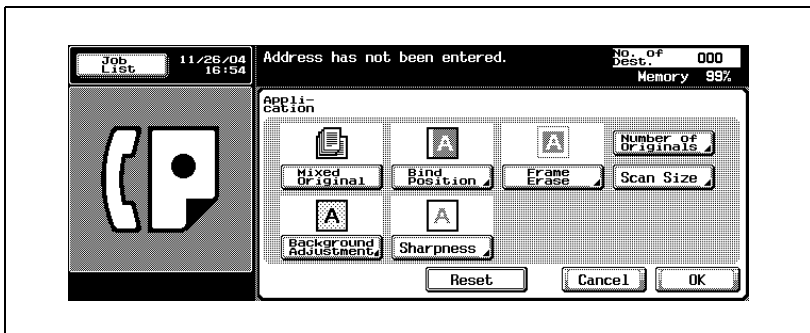 Job
List
11/26/04
16:54
Address has not been entered.
No. of
Dest.
000
Memory 99%
Appli-
cation
Mixed
Original
Bind
Position
Frame
Erase
Number of
Originals
Scan Size
Background
Adjustment
Sharpness
Reset
Cancel
OK